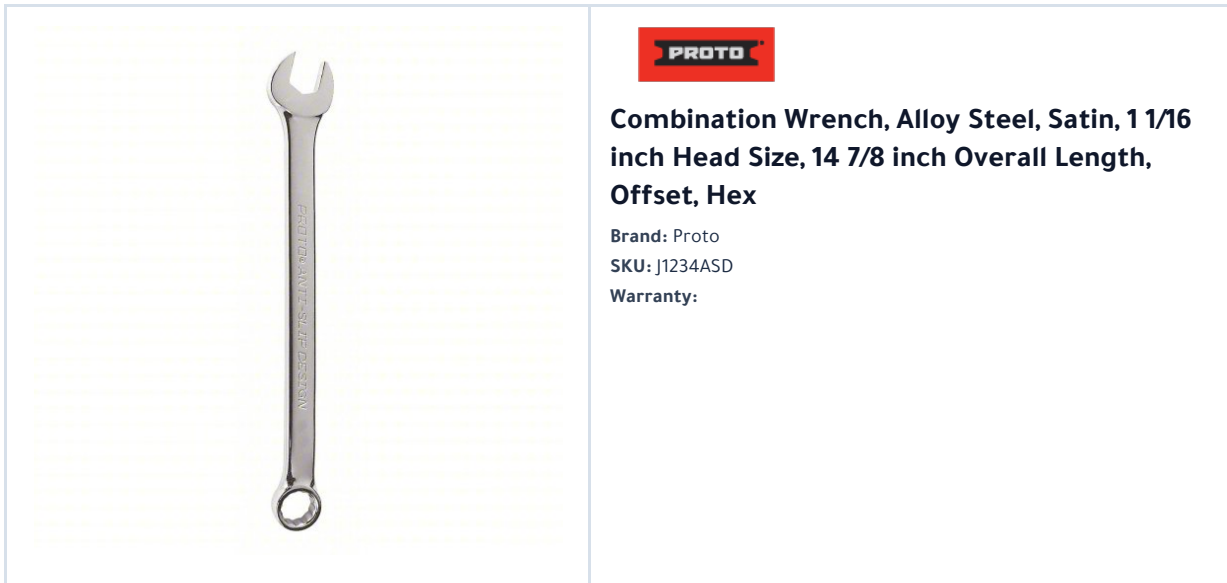 PROTO® ANTI-SLIP DESIGN
PROTO
Combination Wrench, Alloy Steel, Satin, 1 1/16
inch Head Size, 14 7/8 inch Overall Length,
Offset, Hex
Brand: Proto
SKU: J1234ASD
Warranty: